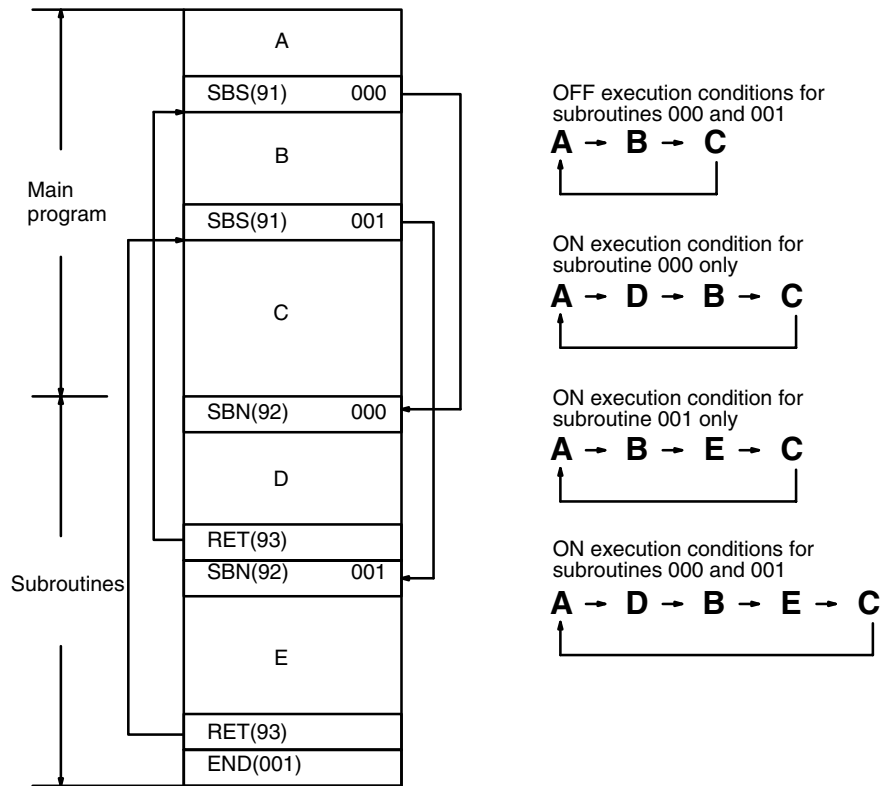 A
SBS(91) 000
B
SBS(91) 001
C
SBN(92) 000
D
RET(93)
SBN(92) 001
E
RET(93)
END(001)
Main
program
Subroutines
OFF execution conditions for
subroutines 000 and 001
A → B → C
ON execution condition for
subroutine 000 only
A → D → B → C
ON execution condition for
subroutine 001 only
A → B → E → C
ON execution conditions for
subroutines 000 and 001
A → D → B → E → C